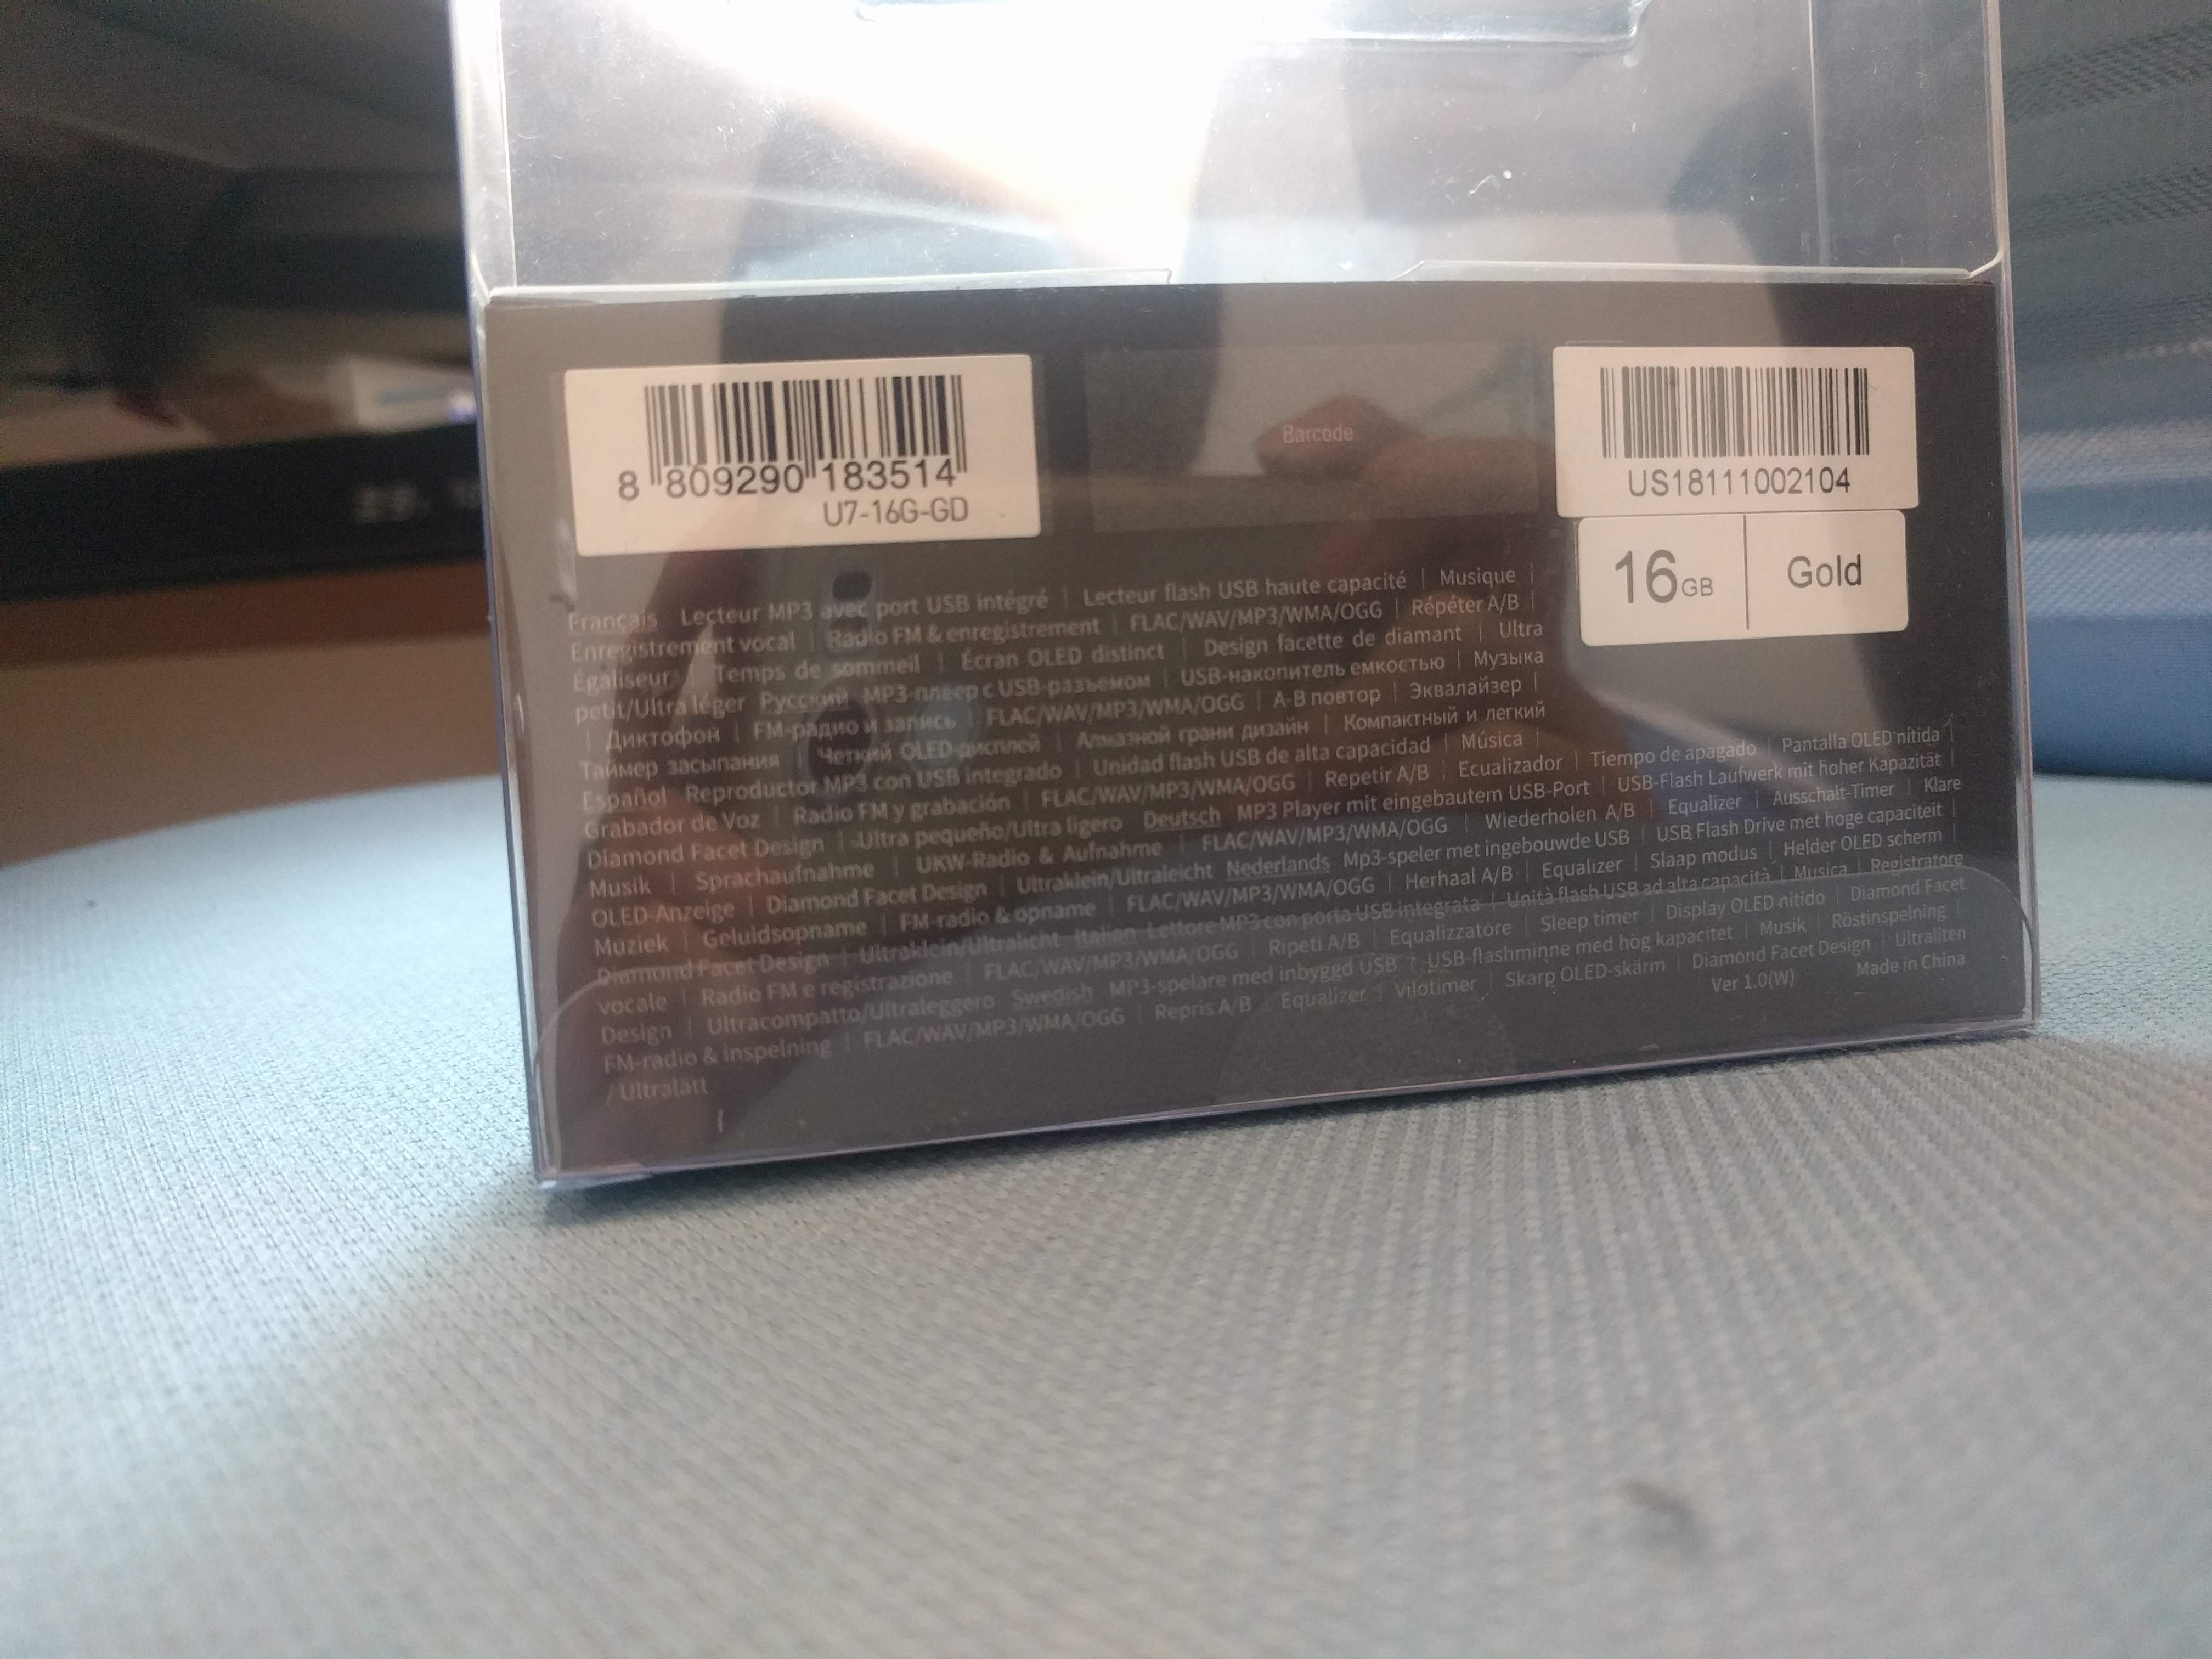 8 809290 183514
U7-16G-GD
Barcode
US18111002104
16GB | Gold
Français Lecteur MP3 avec port USB intégré | Lecteur flash USB haute capacité | Musique |
Enregistrement vocal | Radio FM & enregistrement | FLAC/WAV/MP3/WMA/OGG | Répéter A/B |
Égaliseur | Temps de sommeil | Écran OLED distinct | Design facette de diamant | Ultra
petit/Ultra léger Русский MP3-плеер с USB-разъемом | USB-накопитель емкостью | Музыка
| Диктофон | FM-радио и запись | FLAC/WAV/MP3/WMA/OGG | A-B повтор | Эквалайзер |
Таймер засыпания Четкий OLED-дисплей | Алмазной грани дизайн | Компактный и легкий
Español Reproductor MP3 con USB integrado | Unidad flash USB de alta capacidad | Música |
Grabador de Voz | Radio FM y grabación | FLAC/WAV/MP3/WMA/OGG | Repetir A/B | Ecualizador | Tiempo de apagado | Pantalla OLED nítida |
Diamond Facet Design | Ultra pequeño/Ultra ligero Deutsch MP3 Player mit eingebautem USB-Port | USB-Flash Laufwerk mit hoher Kapazität |
Musik | Sprachaufnahme | UKW-Radio & Aufnahme | FLAC/WAV/MP3/WMA/OGG | Wiederholen A/B | Equalizer | Ausschalt-Timer | Klare
OLED-Anzeige | Diamond Facet Design | Ultraklein/Ultraleicht Nederlands Mp3-speler met ingebouwde USB | USB Flash Drive met hoge capaciteit |
Muziek | Geluidsopname | FM-radio & opname | FLAC/WAV/MP3/WMA/OGG | Herhaal A/B | Equalizer | Slaap modus | Helder OLED scherm |
Diamond Facet Design | Ultraklein/Ultralicht Italien Lettore MP3 con porta USB integrata | Unità flash USB ad alta capacità | Musica | Registratore
vocale | Radio FM e registrazione | FLAC/WAV/MP3/WMA/OGG | Ripeti A/B | Equalizzatore | Sleep timer | Display OLED nitido | Diamond Facet
Design | Ultracompatto/Ultraleggero Swedish MP3-spelare med inbyggd USB | USB-flashminne med hög kapacitet | Musik | Röstinspelning |
FM-radio & inspelning | FLAC/WAV/MP3/WMA/OGG | Repris A/B | Equalizer | Vilotimer | Skarp OLED-skärm | Diamond Facet Design | Ultraliten
/ Ultralätt
Ver 1.0(W) Made in China